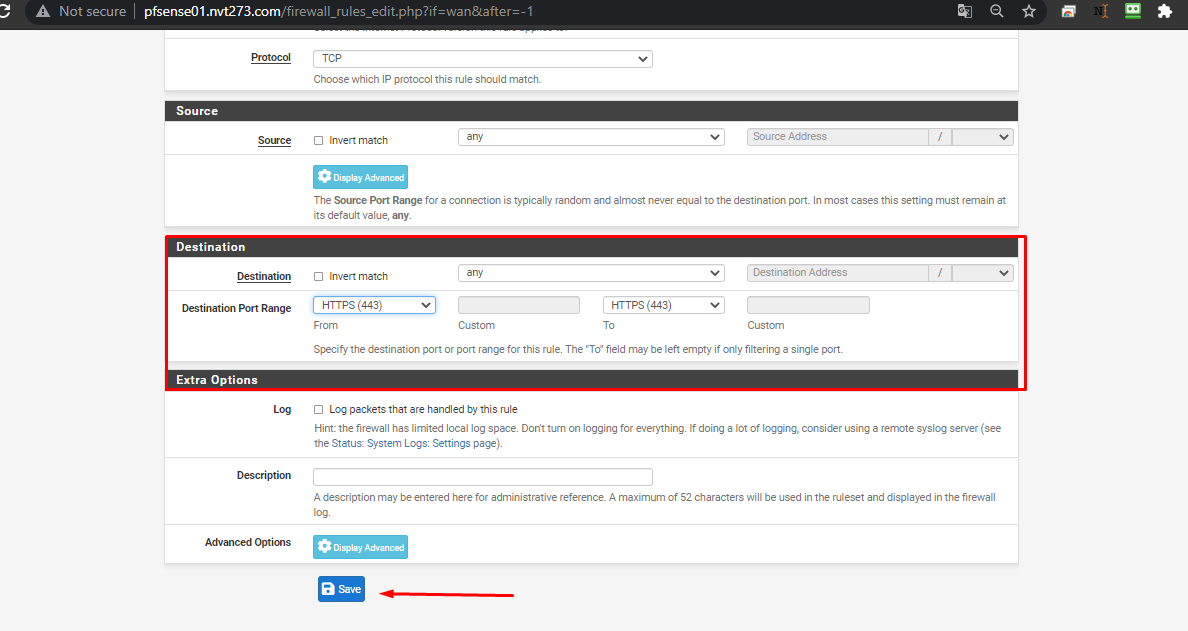 Not secure | pfsense01.nvt273.com/firewall_rules_edit.php?if=wan&after=-1
Protocol
TCP
Choose which IP protocol this rule should match.
Source
Source
Invert match
any
Source Address
/
Display Advanced
The Source Port Range for a connection is typically random and almost never equal to the destination port. In most cases this setting must remain at
its default value, any.
Destination
Destination
Invert match
any
Destination Address
/
Destination Port Range
HTTPS (443)
HTTPS (443)
From
Custom
To
Custom
Specify the destination port or port range for this rule. The "To" field may be left empty if only filtering a single port.
Extra Options
Log
Log packets that are handled by this rule
Hint: the firewall has limited local log space. Don't turn on logging for everything. If doing a lot of logging, consider using a remote syslog server (see
the Status: System Logs: Settings page).
Description
A description may be entered here for administrative reference. A maximum of 52 characters will be used in the ruleset and displayed in the firewall
log.
Advanced Options
Display Advanced
Save